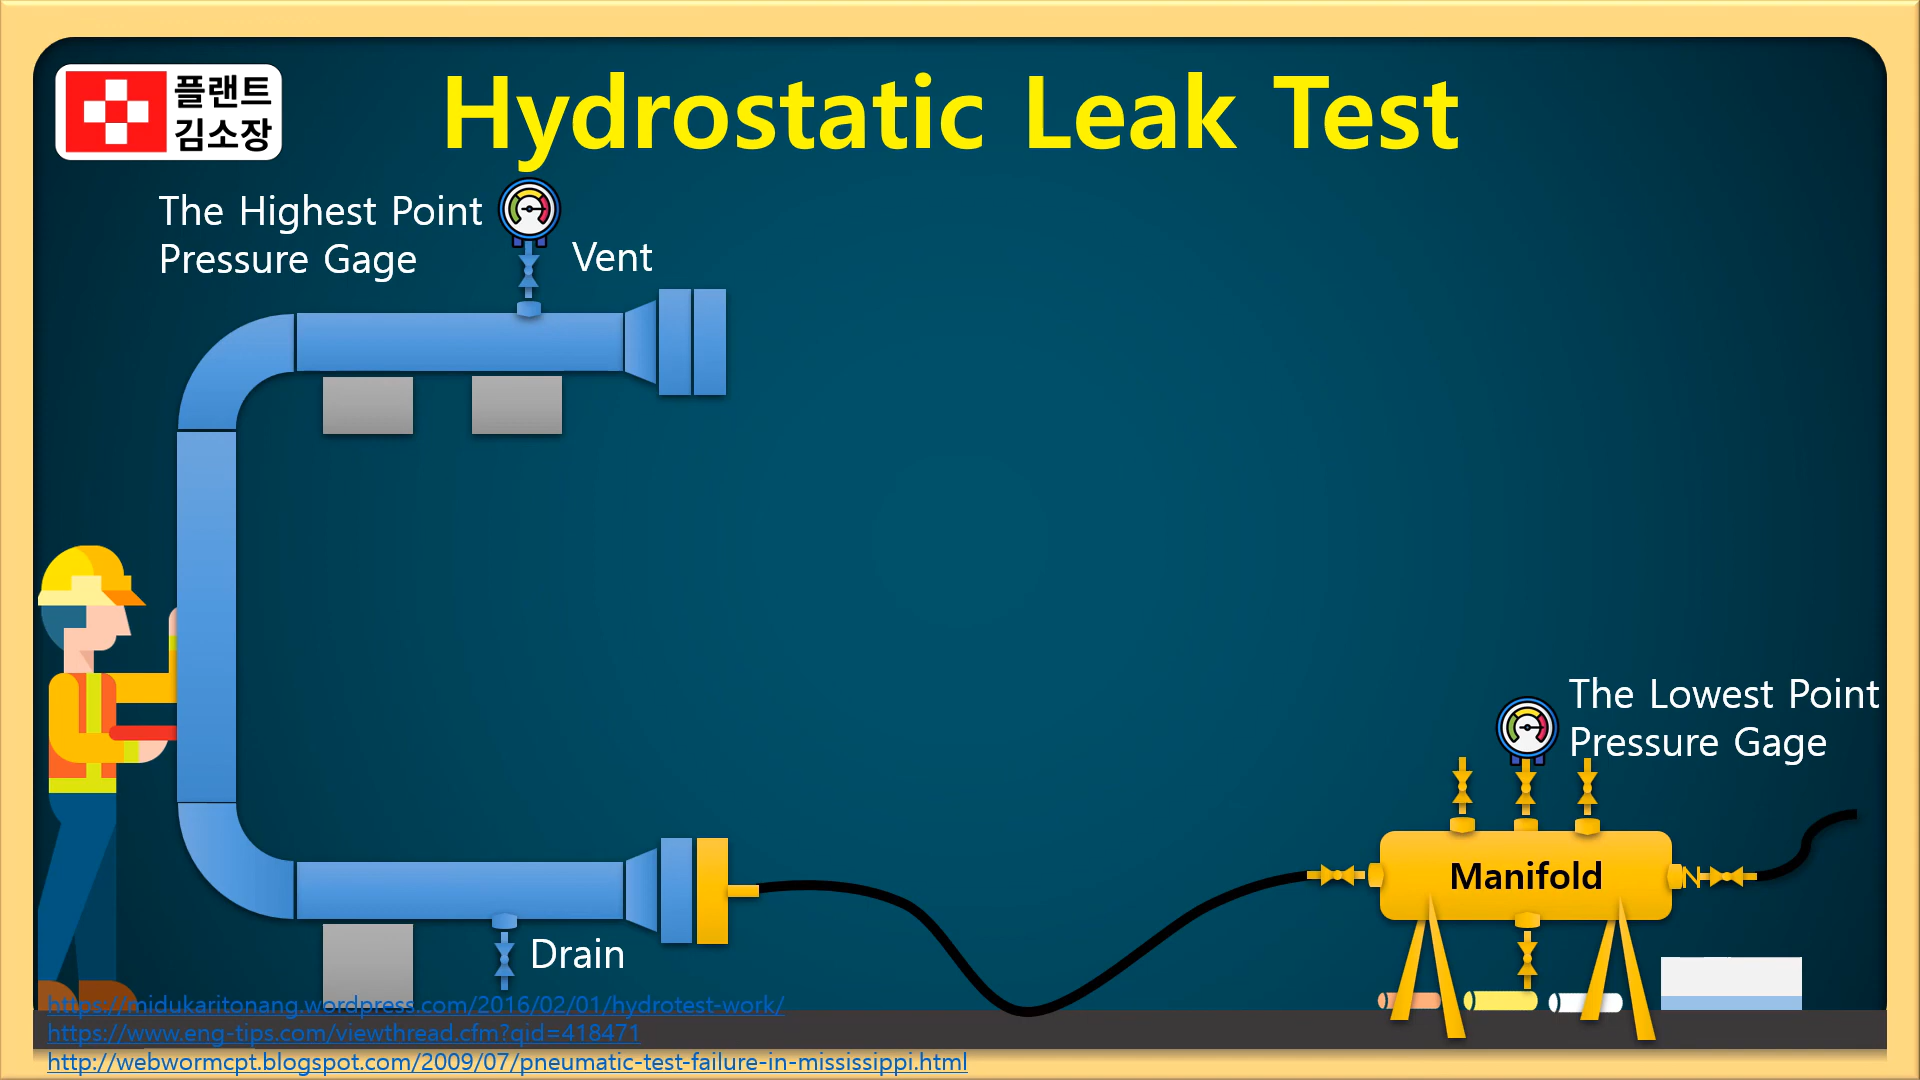 플랜트
김소장
Hydrostatic Leak Test
The Highest Point
Pressure Gage
Vent
The Lowest Point
Pressure Gage
Manifold
N
Drain
https://midukaritonang.wordpress.com/2016/02/01/hydrotest-work/
https://www.eng-tips.com/viewthread.cfm?qid=418471
http://webwormcpt.blogspot.com/2009/07/pneumatic-test-failure-in-mississippi.html